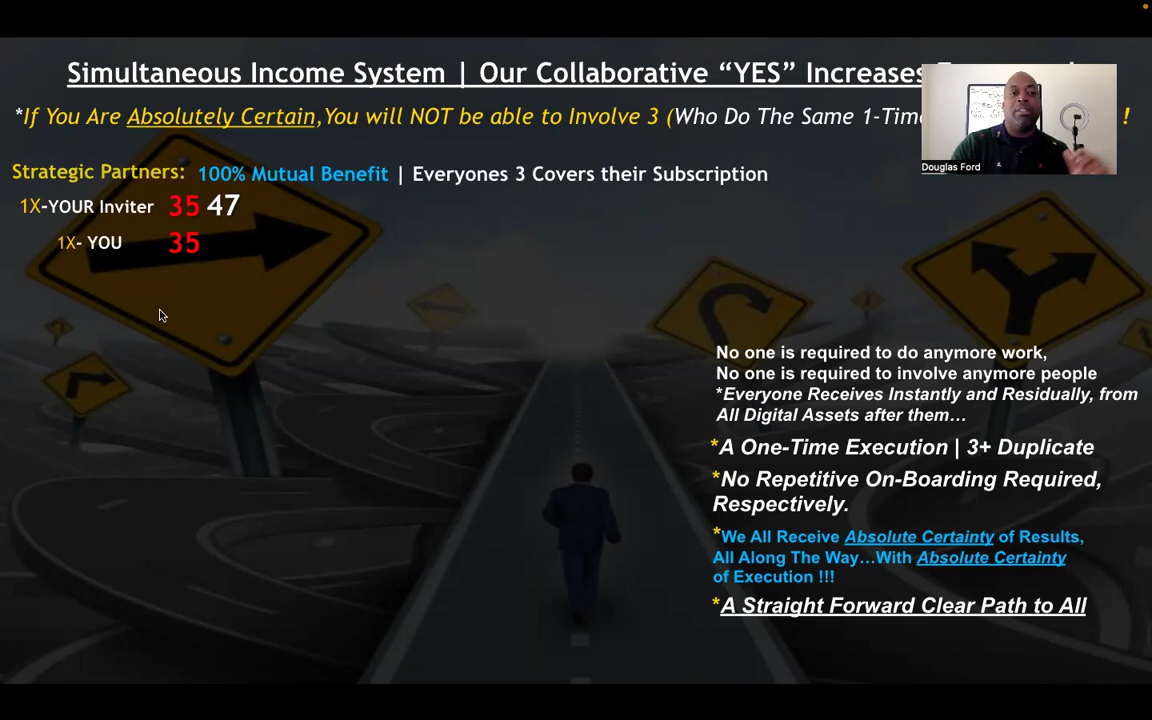 Simultaneous Income System | Our Collaborative “YES” Increases
*If You Are Absolutely Certain,You will NOT be able to Involve 3 (Who Do The Same 1-Time !
Douglas Ford
Strategic Partners: 100% Mutual Benefit | Everyones 3 Covers their Subscription
1X-YOUR Inviter 35 47
1X- YOU 35
No one is required to do anymore work,
No one is required to involve anymore people
*Everyone Receives Instantly and Residually, from
All Digital Assets after them…
*A One-Time Execution | 3+ Duplicate
*No Repetitive On-Boarding Required,
Respectively.
*We All Receive Absolute Certainty of Results,
All Along The Way…With Absolute Certainty
of Execution !!!
*A Straight Forward Clear Path to All